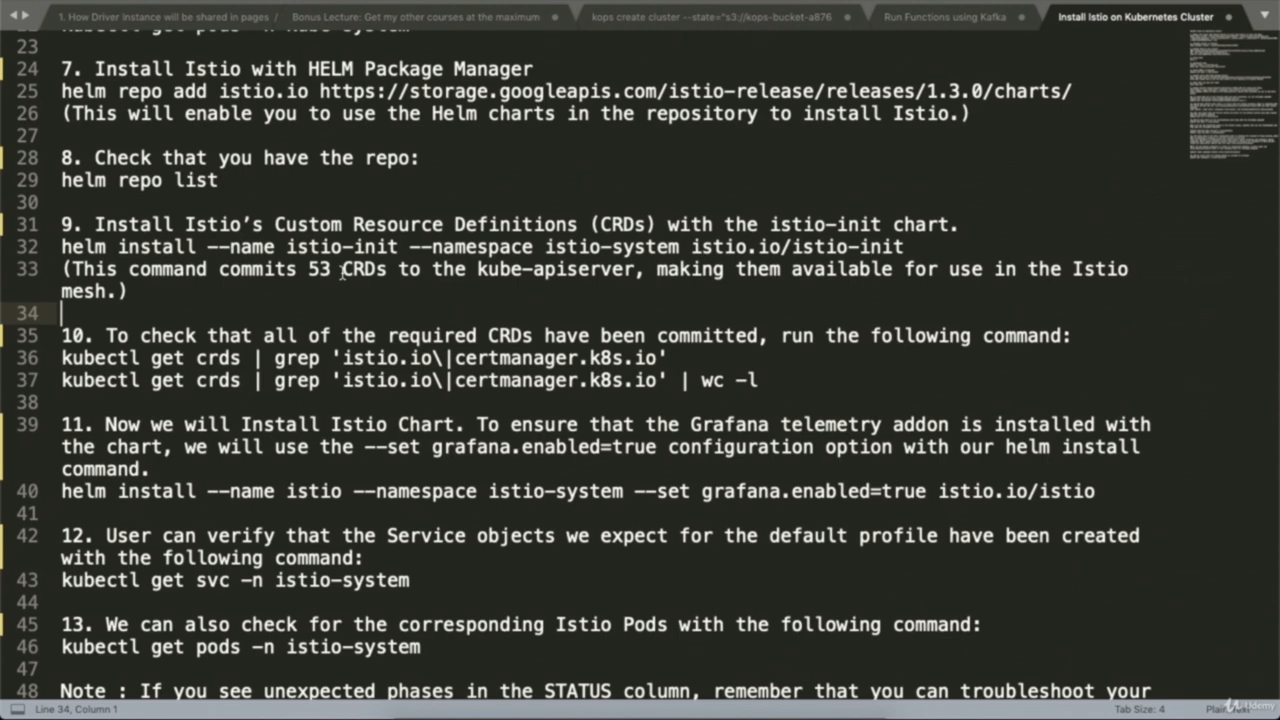 1. How Driver Instance will be shared in pages /
Bonus Lecture: Get my other courses at the maximum
kops create cluster --state="s3://kops-bucket-a876
Run Functions using Kafka
Install Istio on Kubernetes Cluster
23
24 7. Install Istio with HELM Package Manager
25 helm repo add istio.io https://storage.googleapis.com/istio-release/releases/1.3.0/charts/
26 (This will enable you to use the Helm charts in the repository to install Istio.)
27
28 8. Check that you have the repo:
29 helm repo list
30
31 9. Install Istio’s Custom Resource Definitions (CRDs) with the istio-init chart.
32 helm install --name istio-init --namespace istio-system istio.io/istio-init
33 (This command commits 53 CRDs to the kube-apiserver, making them available for use in the Istio
mesh.)
34
35 10. To check that all of the required CRDs have been committed, run the following command:
36 kubectl get crds | grep 'istio.io\|certmanager.k8s.io'
37 kubectl get crds | grep 'istio.io\|certmanager.k8s.io' | wc -l
38
39 11. Now we will Install Istio Chart. To ensure that the Grafana telemetry addon is installed with
the chart, we will use the --set grafana.enabled=true configuration option with our helm install
command.
40 helm install --name istio --namespace istio-system --set grafana.enabled=true istio.io/istio
41
42 12. User can verify that the Service objects we expect for the default profile have been created
with the following command:
43 kubectl get svc -n istio-system
44
45 13. We can also check for the corresponding Istio Pods with the following command:
46 kubectl get pods -n istio-system
47
48 Note : If you see unexpected phases in the STATUS column, remember that you can troubleshoot your
Line 34, Column 1
Tab Size: 4
Plain Text
Udemy